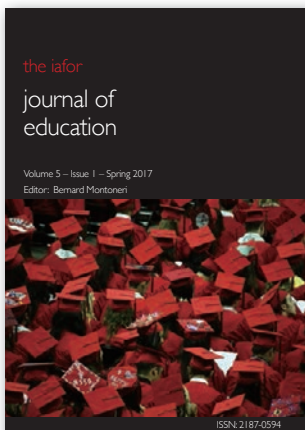 the iafor
journal of
education
Volume 5 – Issue 1 – Spring 2017
Editor: Bernard Montoneri
ISSN: 2187-0594